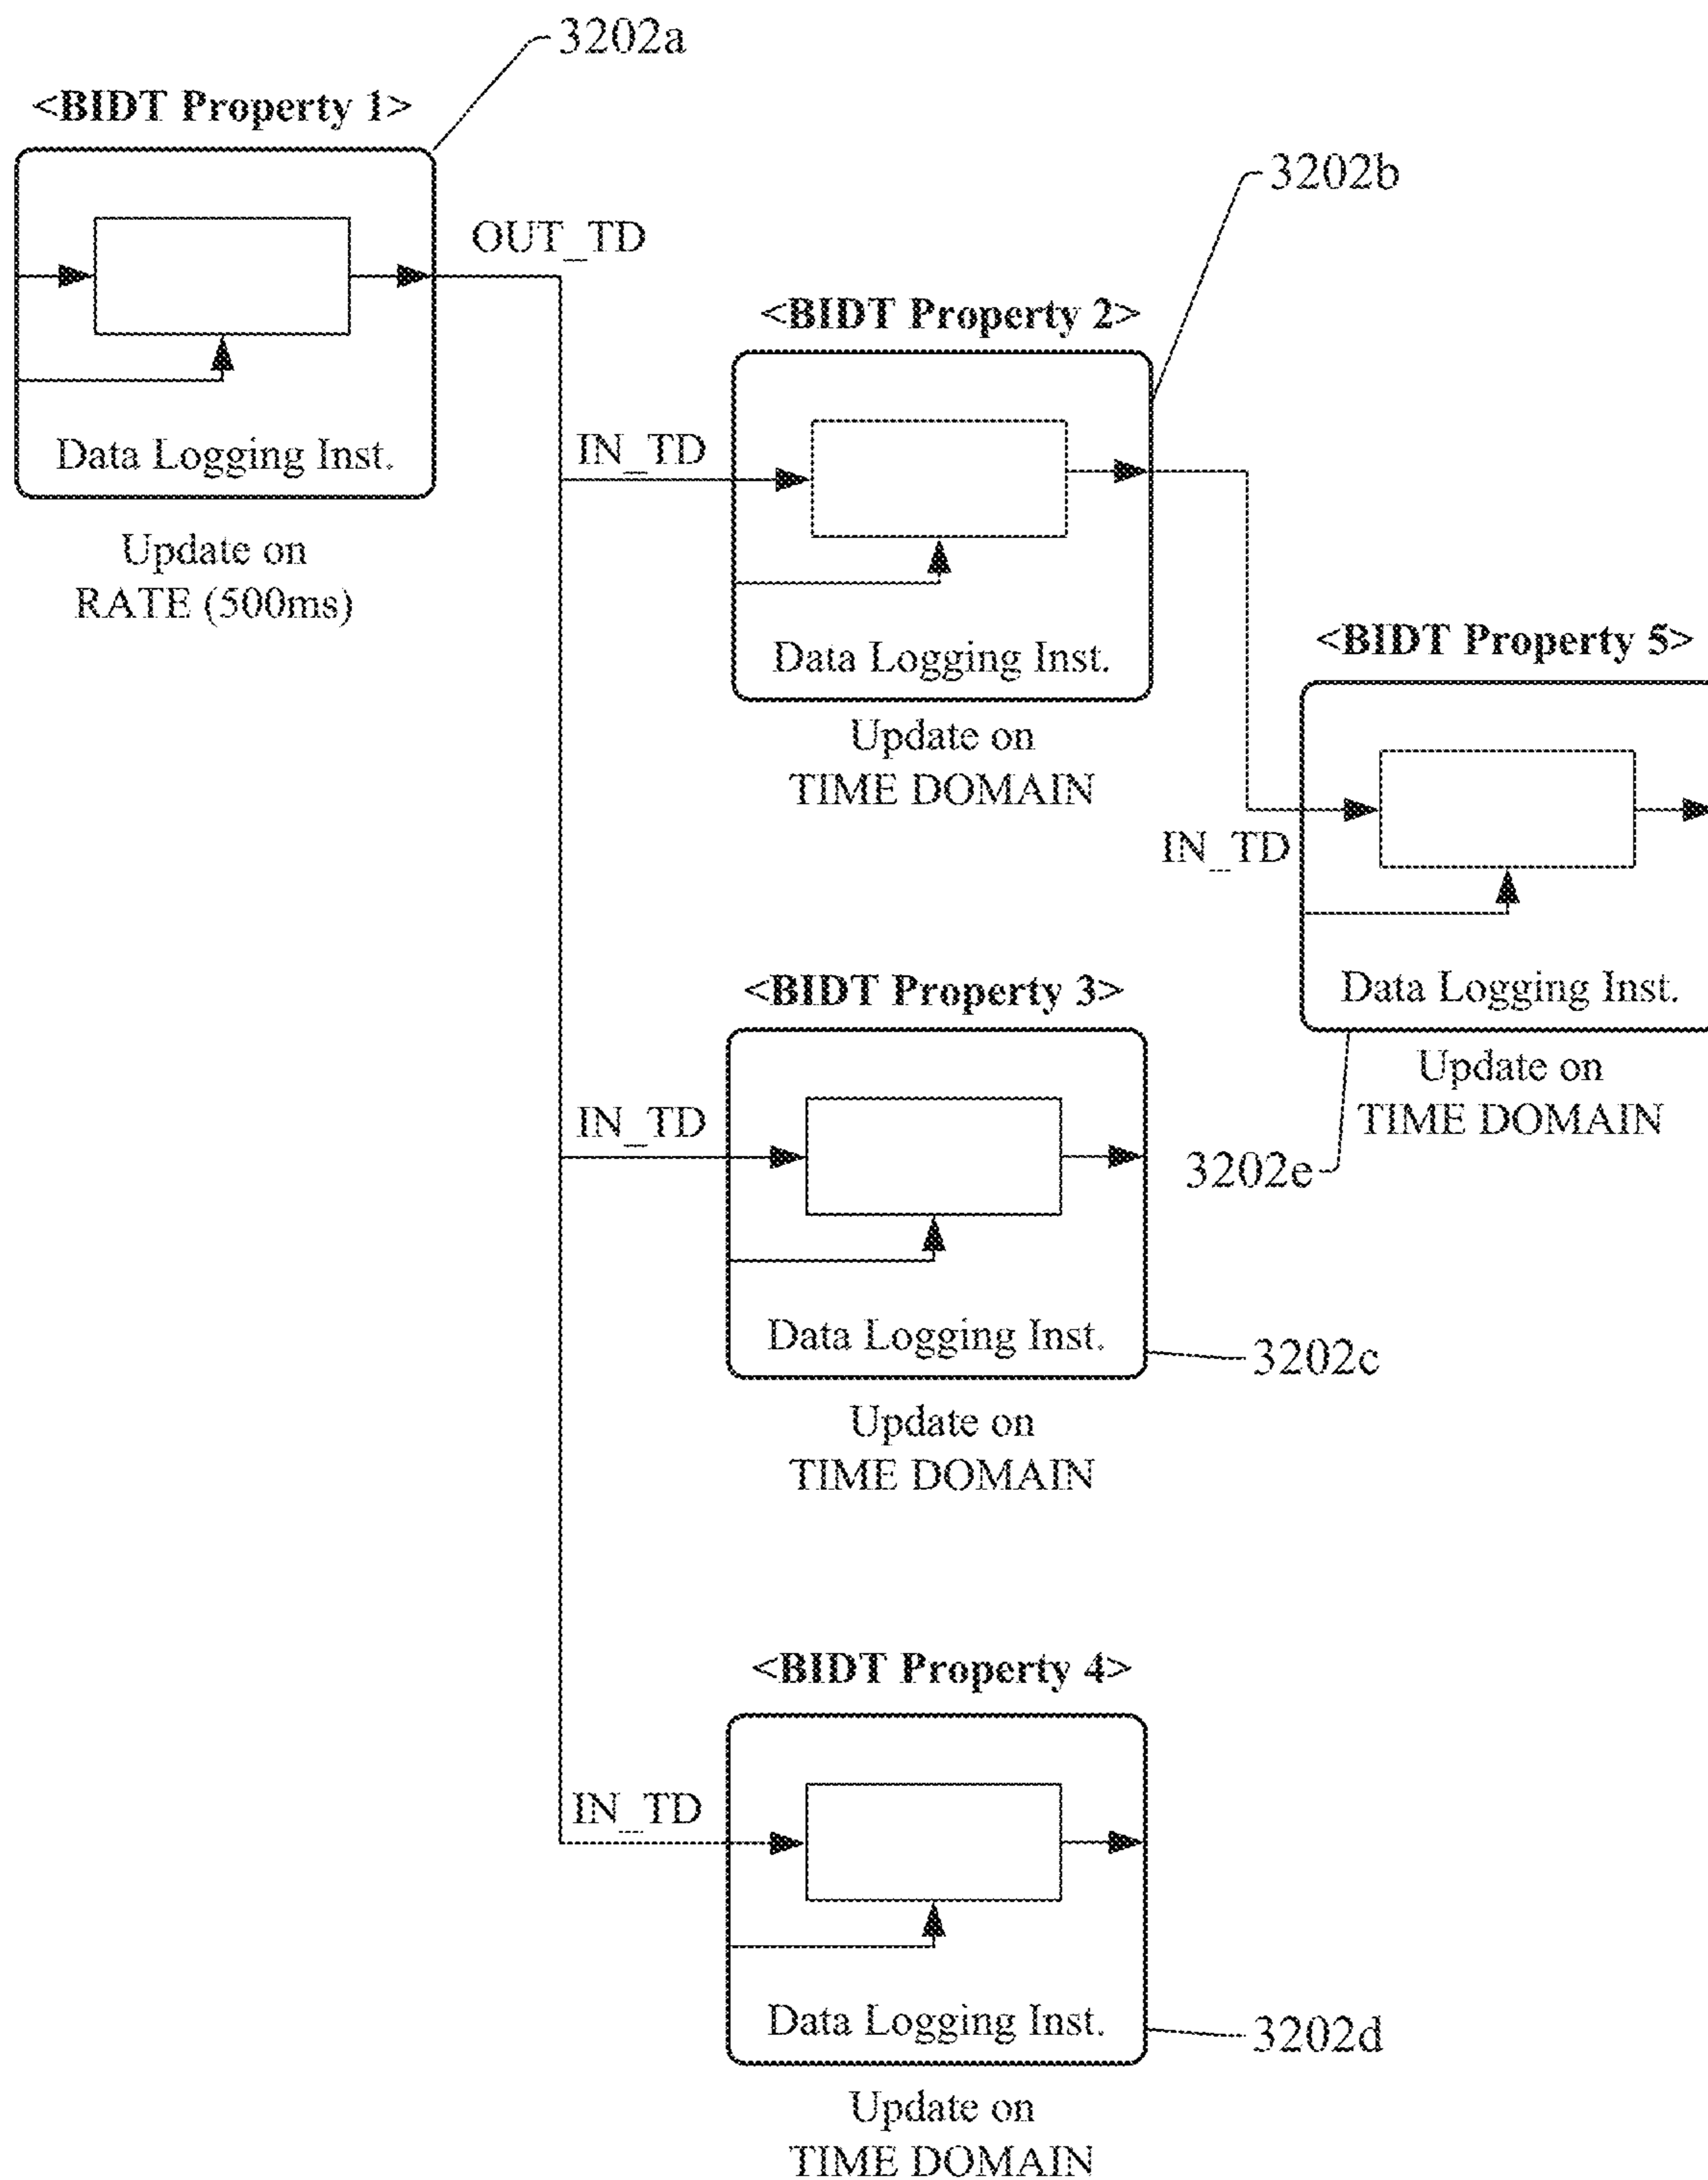 3202a
<BIDT Property 1>
OUT_TD
Data Logging Inst.
Update on
RATE (500ms)
3202b
<BIDT Property 2>
IN_TD
Data Logging Inst.
Update on
TIME DOMAIN
<BIDT Property 5>
IN_TD
Data Logging Inst.
Update on
TIME DOMAIN
3202e
<BIDT Property 3>
IN_TD
Data Logging Inst.
3202c
Update on
TIME DOMAIN
<BIDT Property 4>
IN_TD
Data Logging Inst.
3202d
Update on
TIME DOMAIN